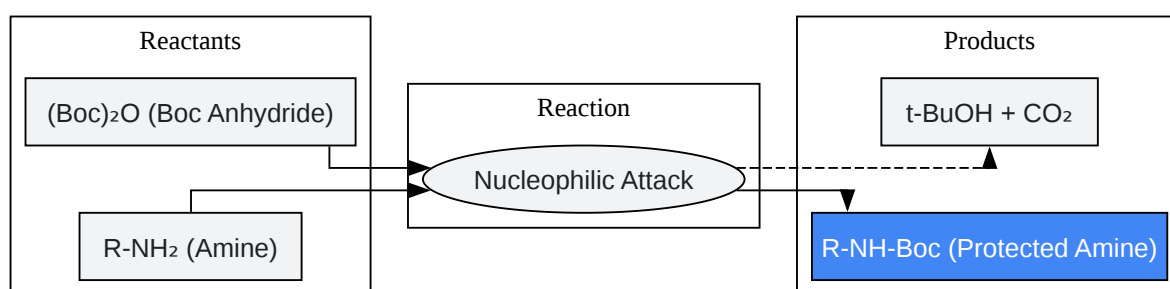 Reactants
(Boc)₂O (Boc Anhydride)
R-NH₂ (Amine)
Reaction
Nucleophilic Attack
Products
t-BuOH + CO₂
R-NH-Boc (Protected Amine)